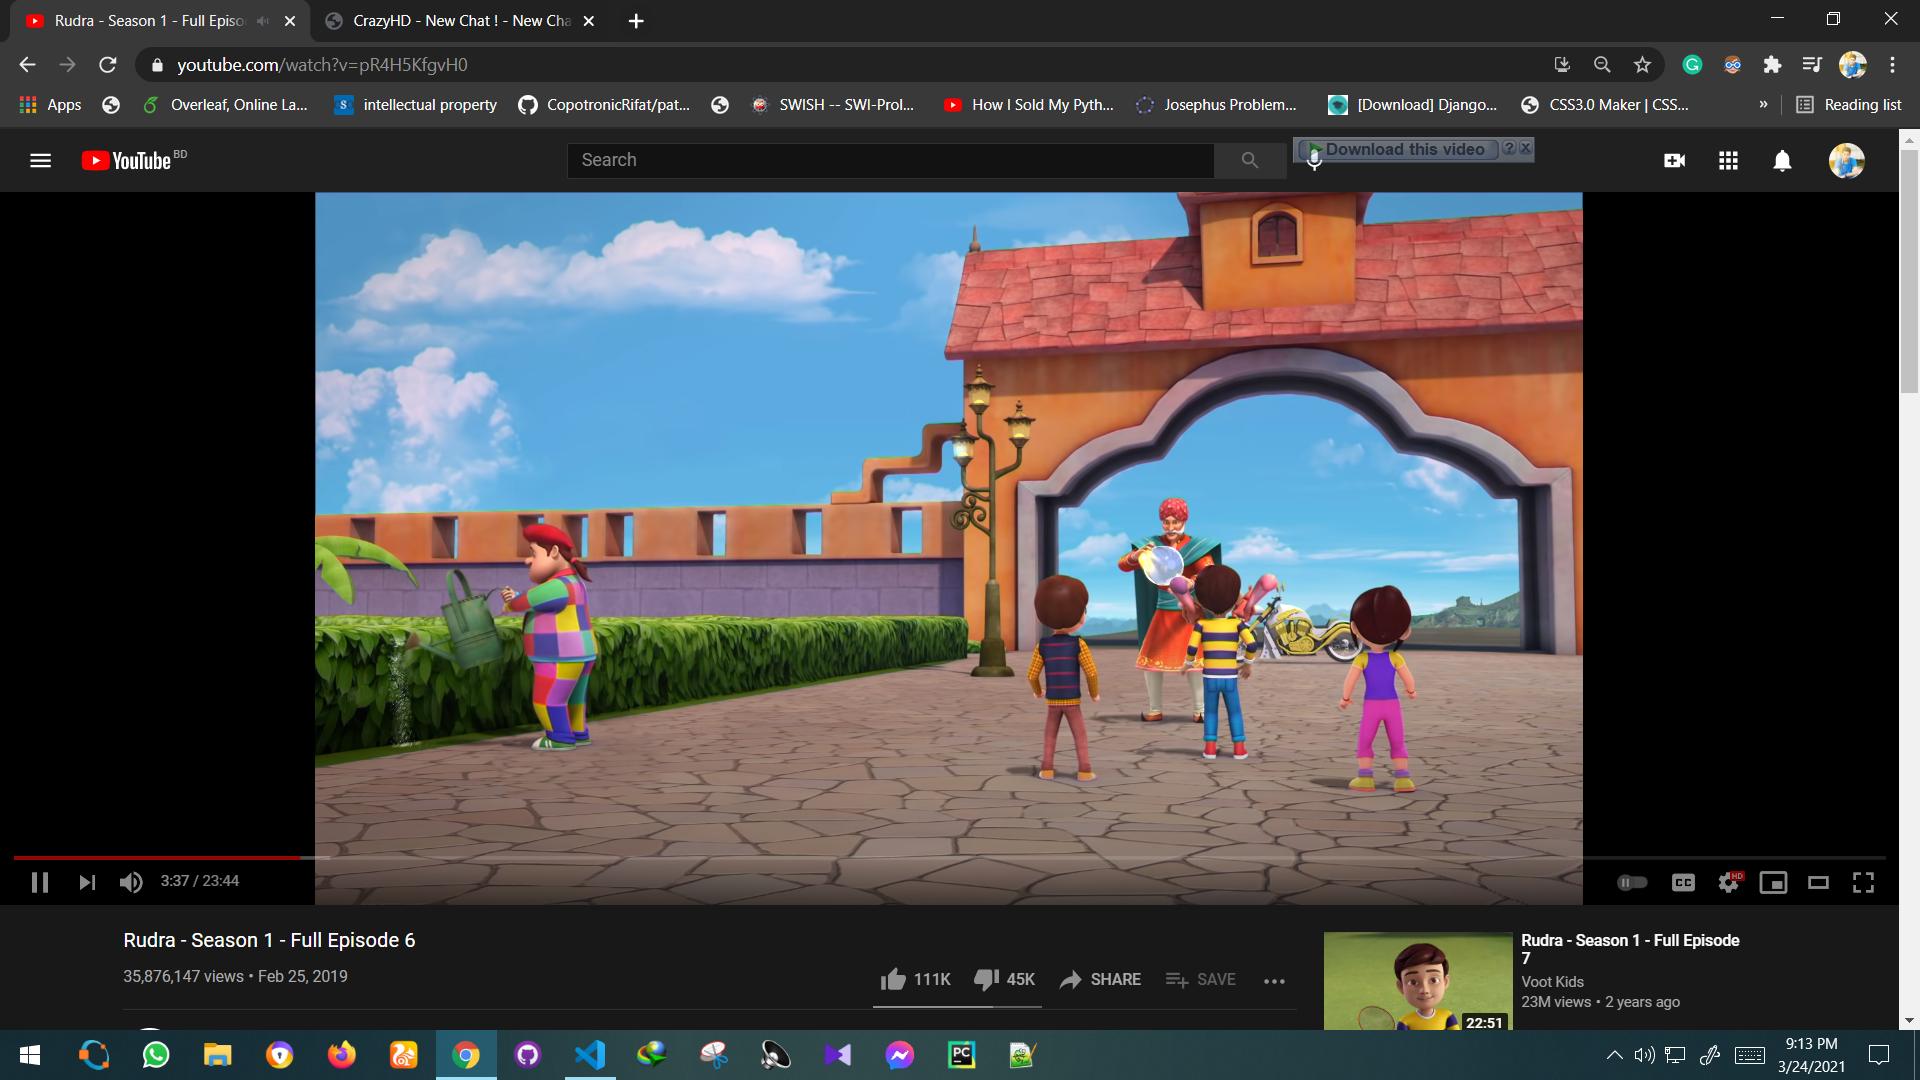 Rudra - Season 1 - Full Episo
CrazyHD - New Chat ! - New Cha
youtube.com/watch?v=pR4H5KfgvH0
Apps
Overleaf, Online La...
intellectual property
CopotronicRifat/pat...
SWISH -- SWI-Prol...
How I Sold My Pyth...
Josephus Problem...
[Download] Django...
CSS3.0 Maker | CSS...
»
Reading list
YouTube BD
Search
Download this video
3:37 / 23:44
CC
HD
Rudra - Season 1 - Full Episode 6
35,876,147 views • Feb 25, 2019
111K
45K
SHARE
SAVE
Rudra - Season 1 - Full Episode
7
Voot Kids
23M views • 2 years ago
22:51
PC
9:13 PM
3/24/2021